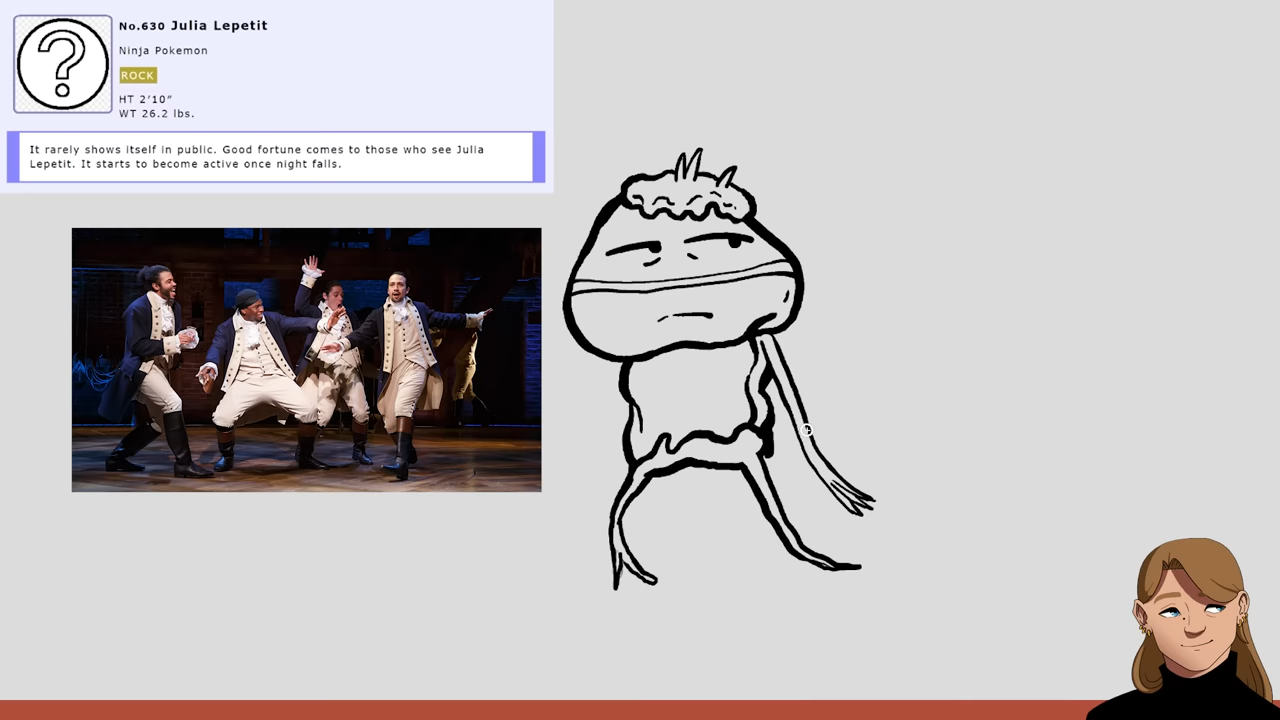 No.630 Julia Lepetit
Ninja Pokemon
ROCK
HT 2'10"
WT 26.2 lbs.
It rarely shows itself in public. Good fortune comes to those who see Julia
Lepetit. It starts to become active once night falls.